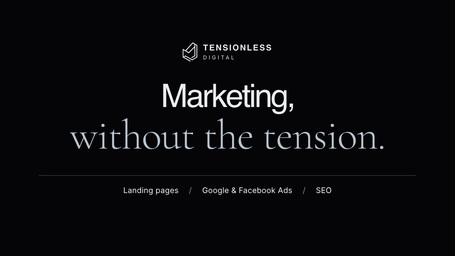 TENSIONLESS
DIGITAL
Marketing,
without the tension.
Landing pages / Google & Facebook Ads / SEO